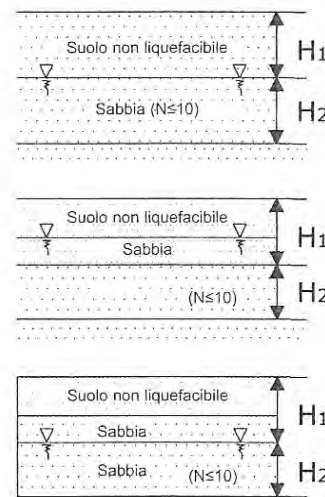 Suolo non liquefacibile H1
Sabbia (N≤10) H2
Suolo non liquefacibile
Sabbia H1
(N≤10) H2
Suolo non liquefacibile
Sabbia H1
Sabbia (N≤10) H2